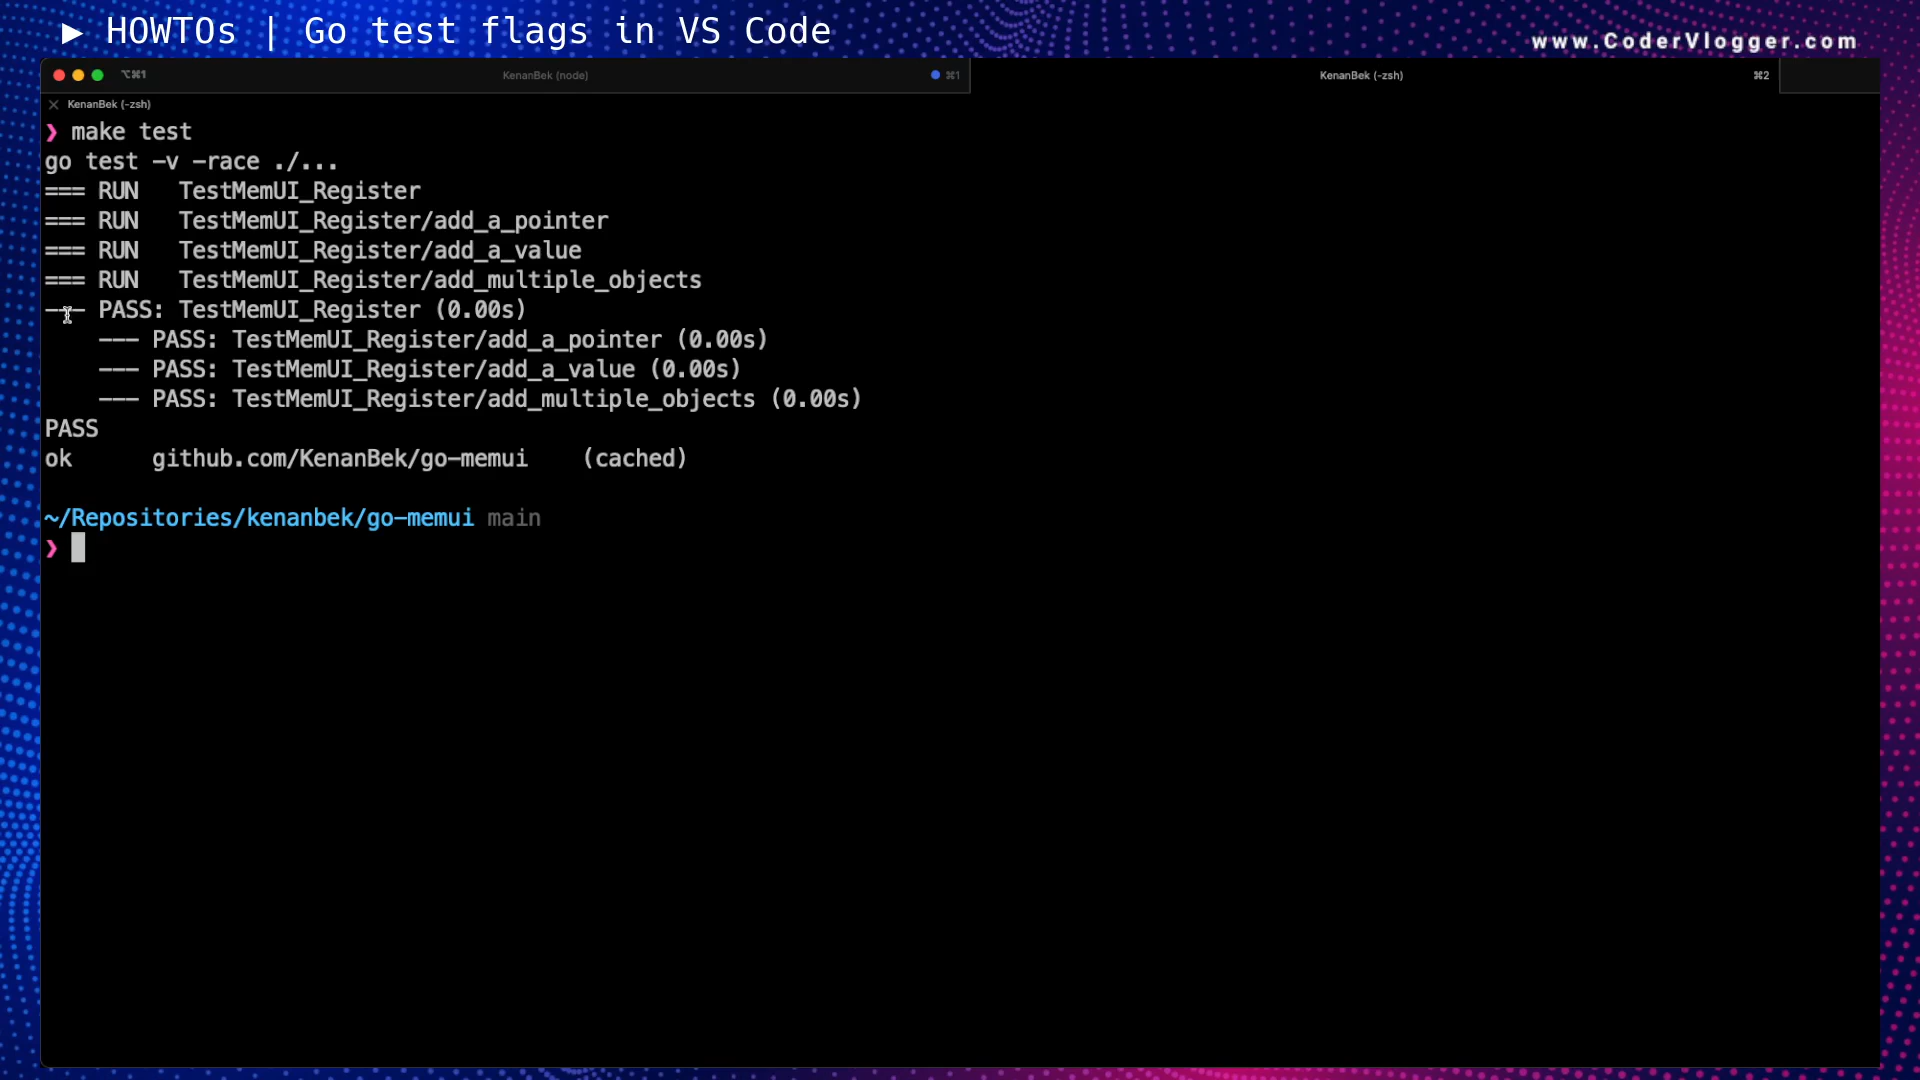 ▶ HOWTOs | Go test flags in VS Code
www.CoderVlogger.com
⌥⌘1
KenanBek (node)
⌘1
KenanBek (-zsh)
⌘2
KenanBek (-zsh)
❯ make test
go test -v -race ./...
=== RUN   TestMemUI_Register
=== RUN   TestMemUI_Register/add_a_pointer
=== RUN   TestMemUI_Register/add_a_value
=== RUN   TestMemUI_Register/add_multiple_objects
--- PASS: TestMemUI_Register (0.00s)
    --- PASS: TestMemUI_Register/add_a_pointer (0.00s)
    --- PASS: TestMemUI_Register/add_a_value (0.00s)
    --- PASS: TestMemUI_Register/add_multiple_objects (0.00s)
PASS
ok      github.com/KenanBek/go-memui    (cached)
~/Repositories/kenanbek/go-memui main
❯